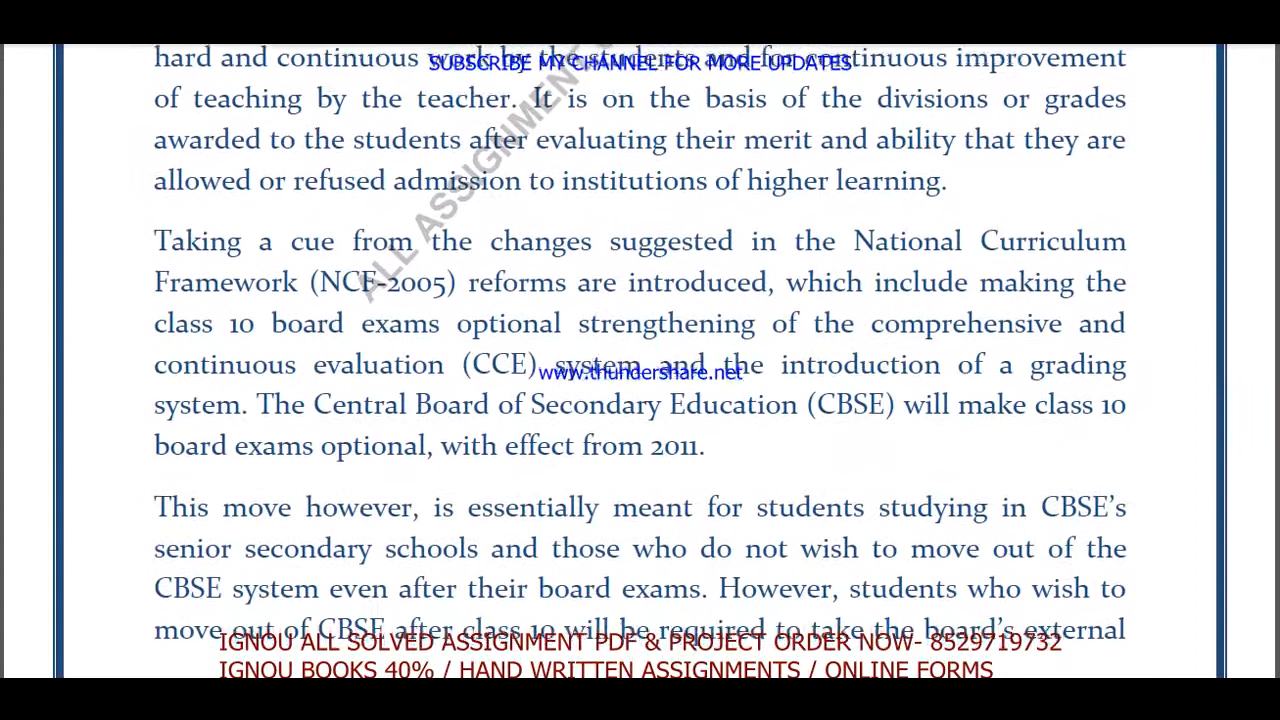 hard and continuous work by the students and for continuous improvement
SUBSCRIBE MY CHANNEL FOR MORE UPDATES
of teaching by the teacher. It is on the basis of the divisions or grades
awarded to the students after evaluating their merit and ability that they are
allowed or refused admission to institutions of higher learning.
ALL ASSIGNMENT
Taking a cue from the changes suggested in the National Curriculum
Framework (NCF-2005) reforms are introduced, which include making the
class 10 board exams optional strengthening of the comprehensive and
continuous evaluation (CCE) system and the introduction of a grading
www.thundershare.net
system. The Central Board of Secondary Education (CBSE) will make class 10
board exams optional, with effect from 2011.
This move however, is essentially meant for students studying in CBSE's
senior secondary schools and those who do not wish to move out of the
CBSE system even after their board exams. However, students who wish to
move out of CBSE after class 10 will be required to take the board's external
IGNOU ALL SOLVED ASSIGNMENT PDF & PROJECT ORDER NOW- 8529719732
IGNOU BOOKS 40% / HAND WRITTEN ASSIGNMENTS / ONLINE FORMS